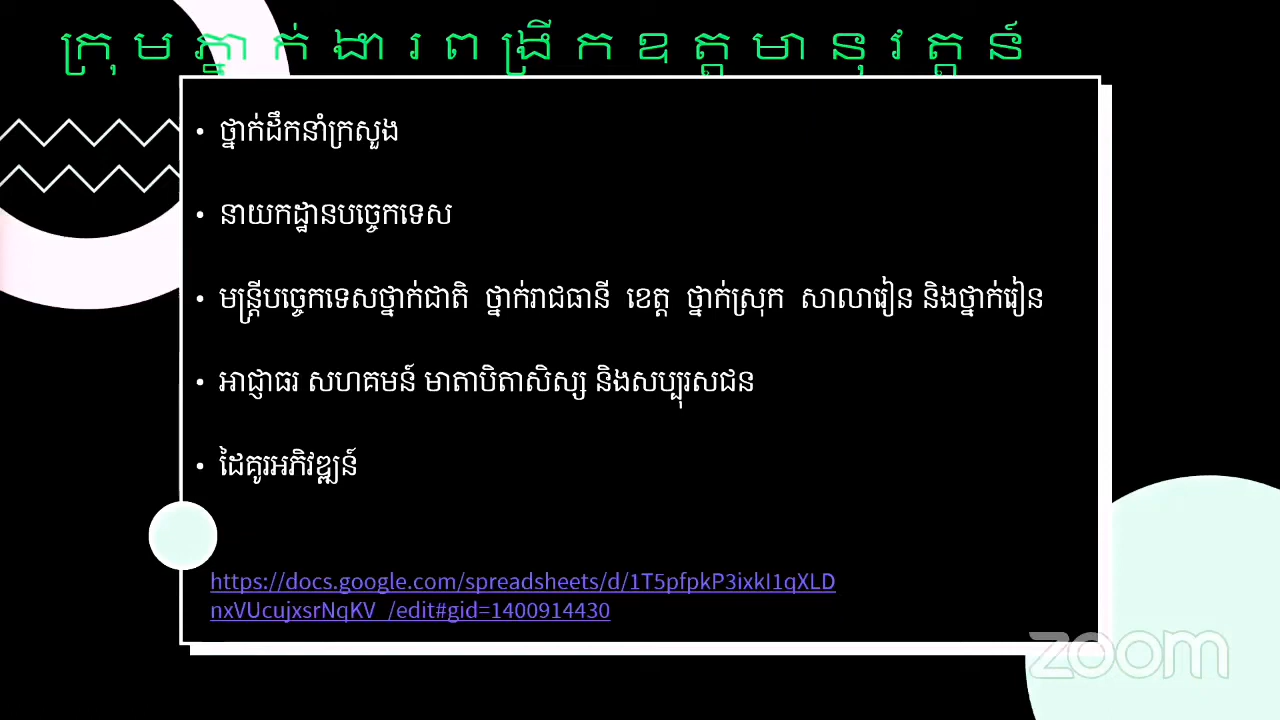 ក្រុមភ្នាក់ងារពង្រីកឧត្តមានុវត្តន៍
• ថ្នាក់ដឹកនាំក្រសួង
• នាយកដ្ឋានបច្ចេកទេស
• មន្ត្រីបច្ចេកទេសថ្នាក់ជាតិ ថ្នាក់រាជធានី ខេត្ត ថ្នាក់ស្រុក សាលារៀន និងថ្នាក់រៀន
• អាជ្ញាធរ សហគមន៍ មាតាបិតាសិស្ស និងសប្បុរសជន
• ដៃគូរអភិវឌ្ឍន៍
https://docs.google.com/spreadsheets/d/1T5pfpkP3ixkI1qXLD
nxVUcujxsrNqKV_/edit#gid=1400914430
zoom